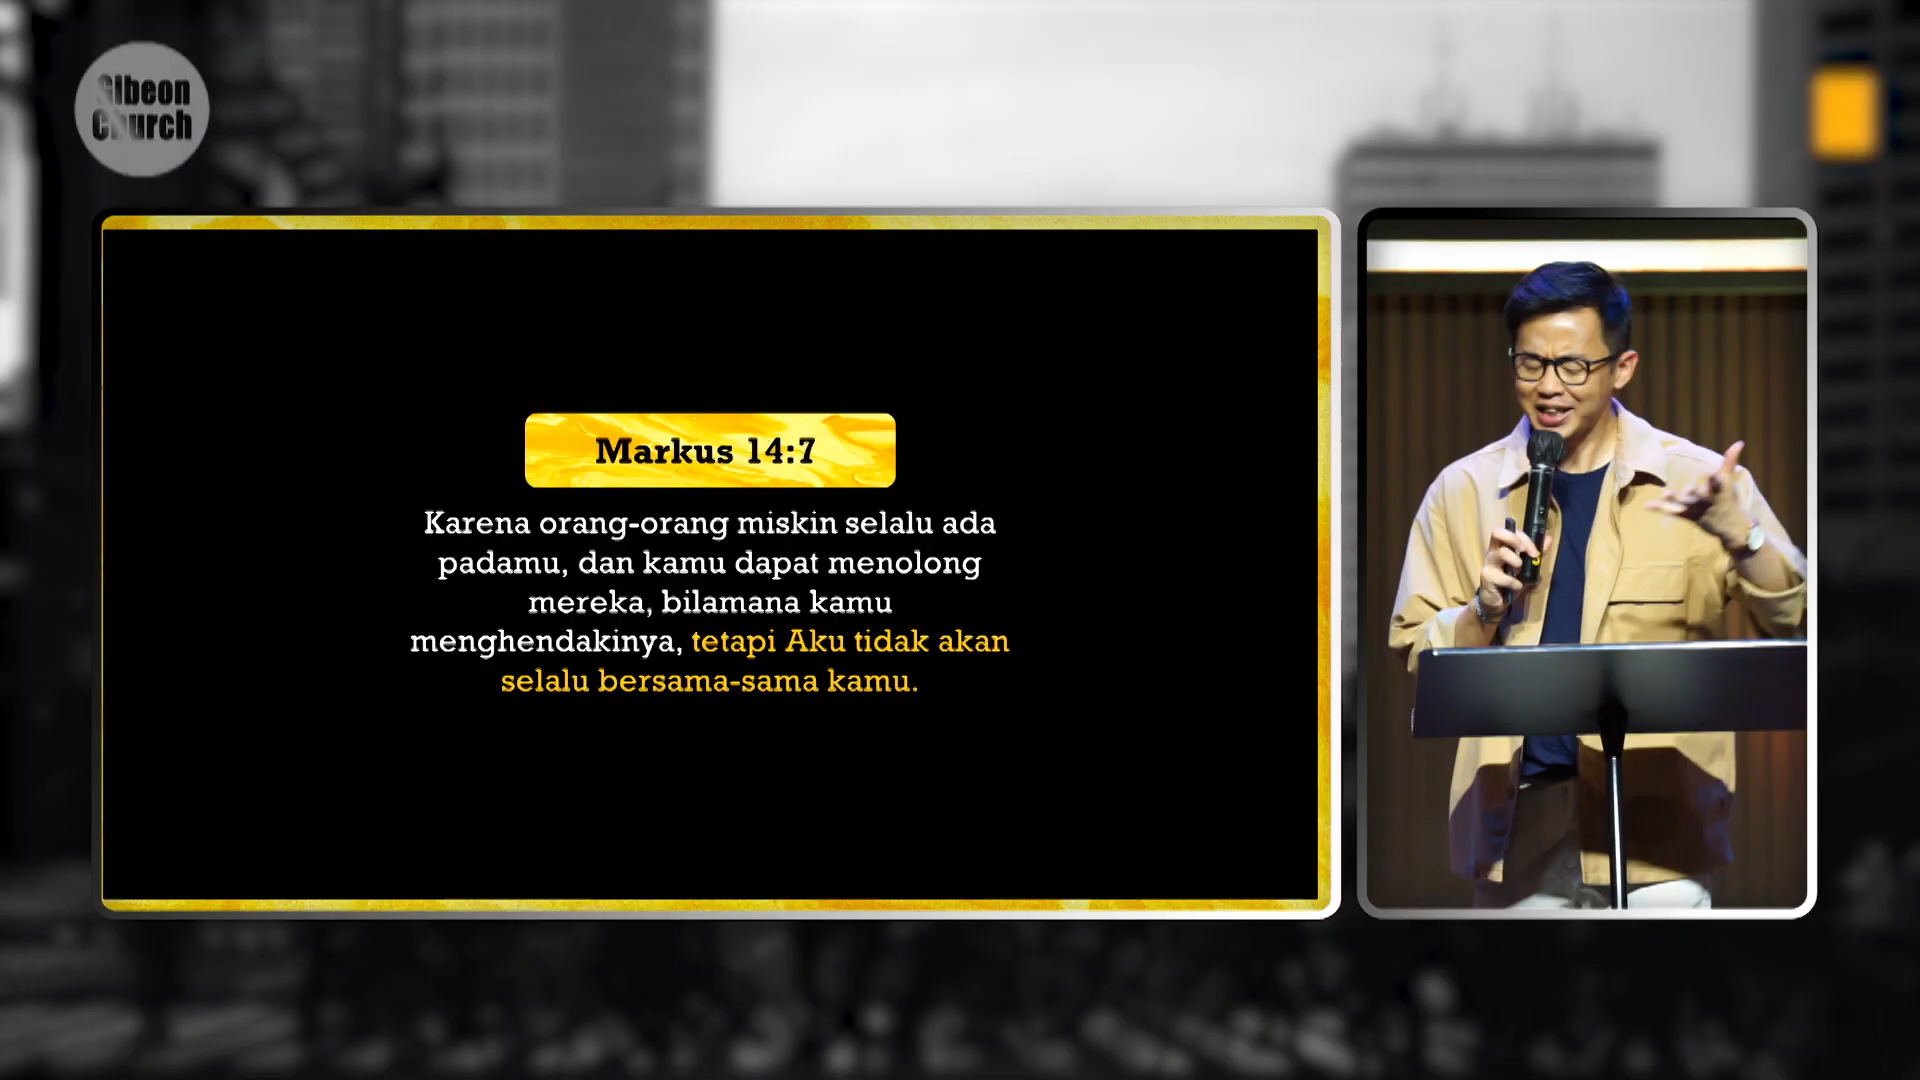 Gibeon
Church
Markus 14:7
Karena orang-orang miskin selalu ada
padamu, dan kamu dapat menolong
mereka, bilamana kamu
menghendakinya, tetapi Aku tidak akan
selalu bersama-sama kamu.